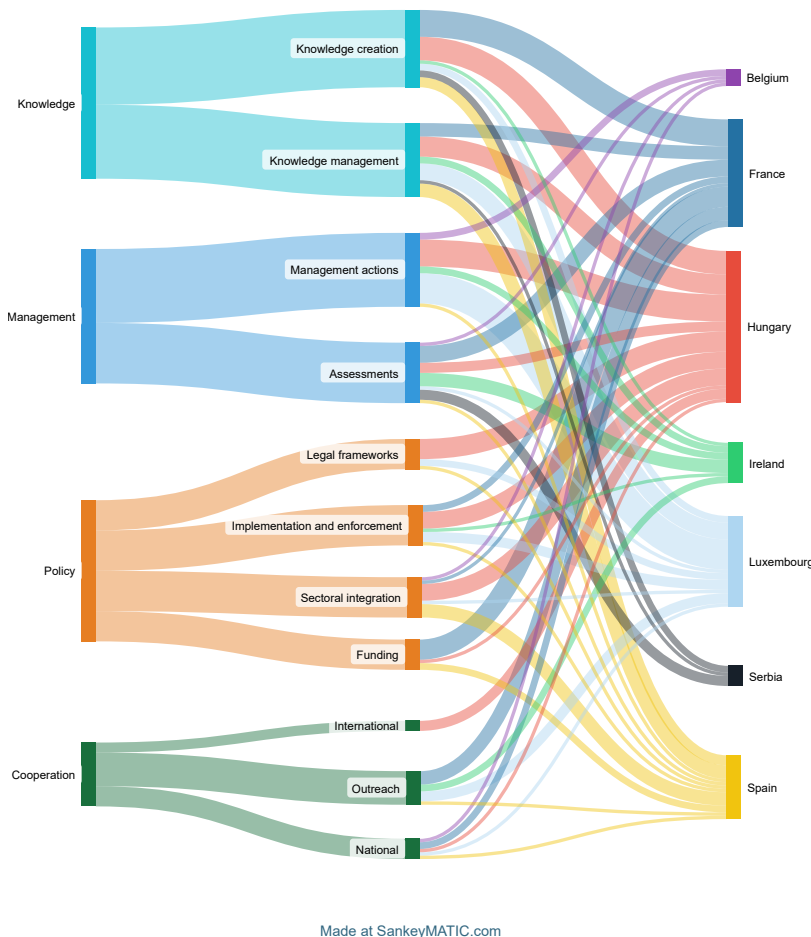 Knowledge
Management
Policy
Cooperation
Knowledge creation
Knowledge management
Management actions
Assessments
Legal frameworks
Implementation and enforcement
Sectoral integration
Funding
International
Outreach
National
Belgium
France
Hungary
Ireland
Luxembourg
Serbia
Spain
Made at SankeyMATIC.com